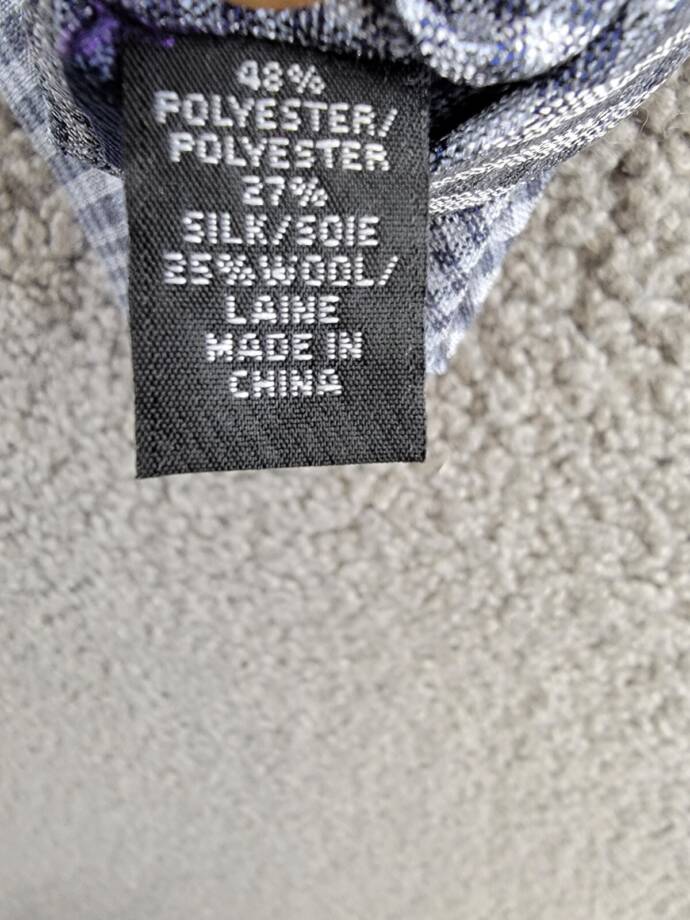 48%
POLYESTER/
POLYESTER
27%
SILK/SOIE
25%WOOL/
LAINE
MADE IN
CHINA